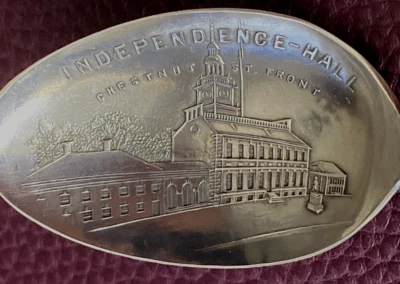 INDEPENDENCE-HALL
CHESTNUT ST. FRONT